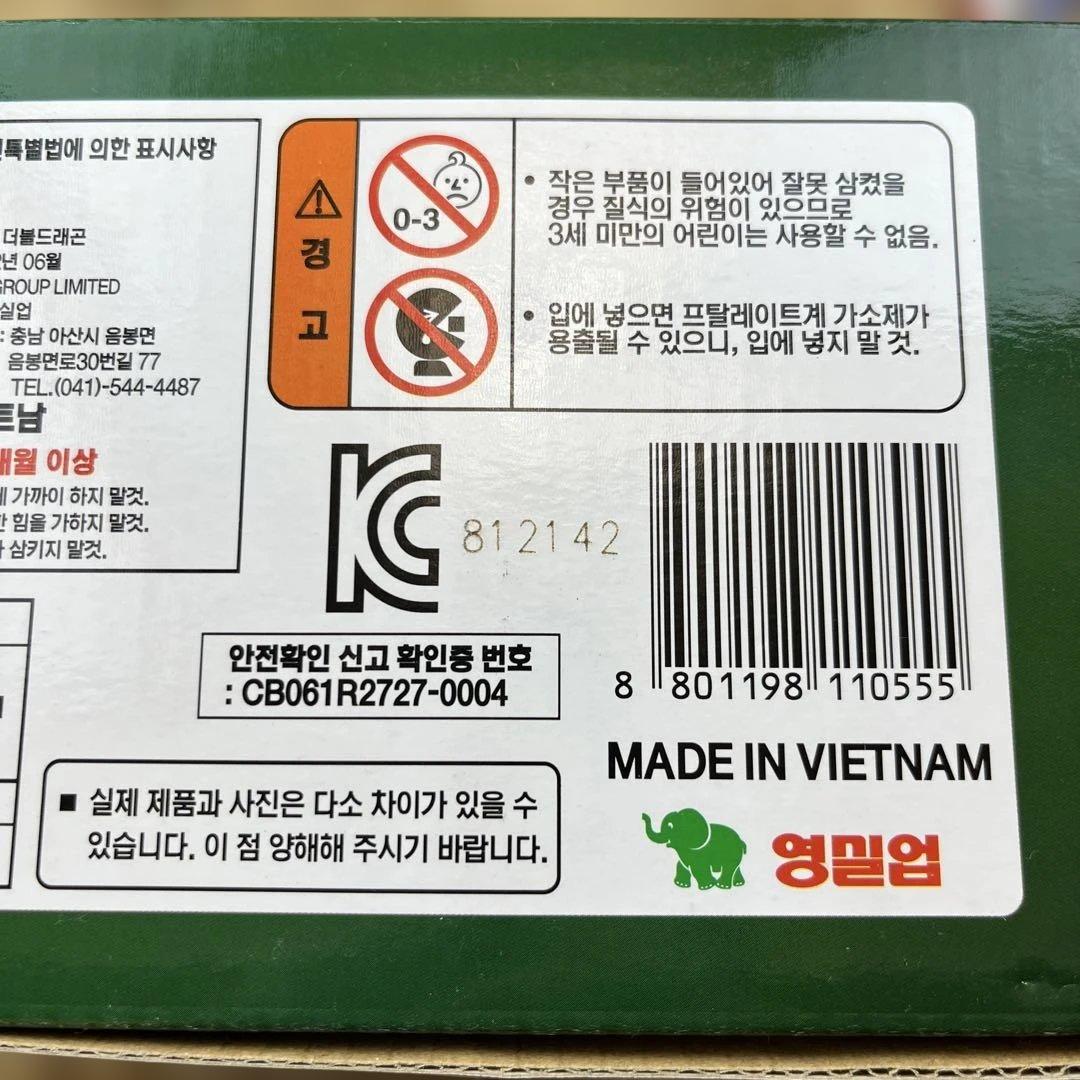 특별법에 의한 표시사항
더블드래곤
년 06월
GROUP LIMITED
실업
: 충남 아산시 음봉면
음봉면로30번길 77
TEL.(041)-544-4487
트남
개월 이상
가까이 하지 말것.
힘을 가하지 말것.
삼키지 말것.
경고
0-3
• 작은 부품이 들어있어 잘못 삼켰을
경우 질식의 위험이 있으므로
3세 미만의 어린이는 사용할 수 없음.
• 입에 넣으면 프탈레이트계 가소제가
용출될 수 있으니, 입에 넣지 말 것.
KC
812142
안전확인 신고 확인증 번호
: CB061R2727-0004
8 801198 110555
MADE IN VIETNAM
영실업
■ 실제 제품과 사진은 다소 차이가 있을 수
있습니다. 이 점 양해해 주시기 바랍니다.